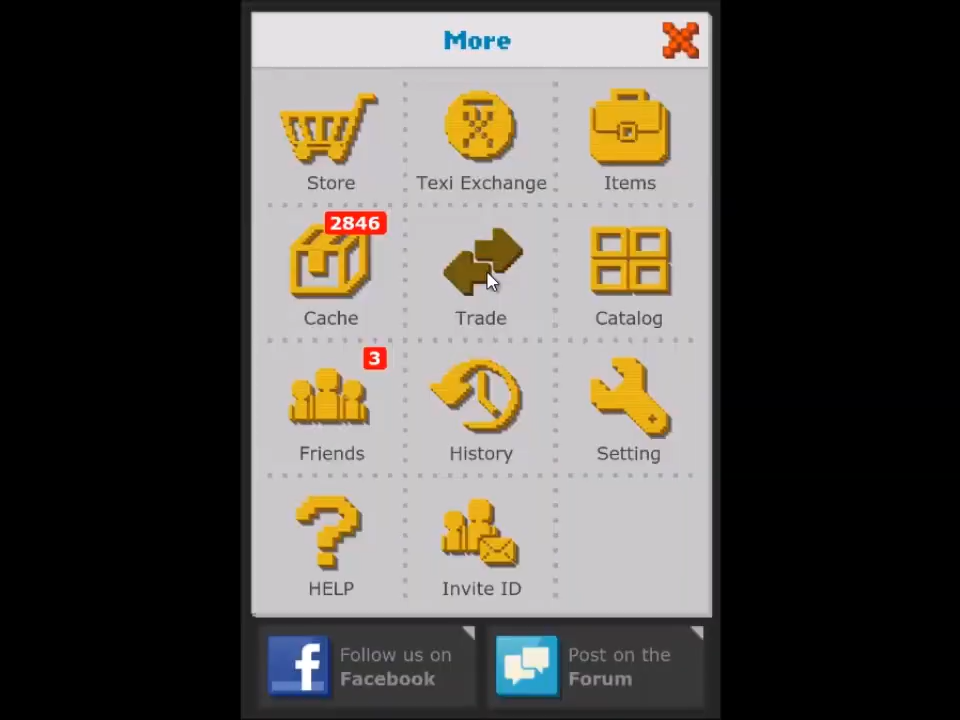 More
Store
Texi Exchange
Items
2846
Cache
Trade
Catalog
3
Friends
History
Setting
HELP
Invite ID
Follow us on
Facebook
Post on the
Forum